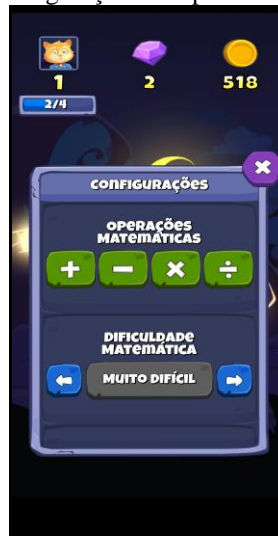 1
2
518
2/4
CONFIGURAÇÕES
OPERAÇÕES
MATEMÁTICAS
+ − × ÷
DIFICULDADE
MATEMÁTICA
MUITO DIFÍCIL